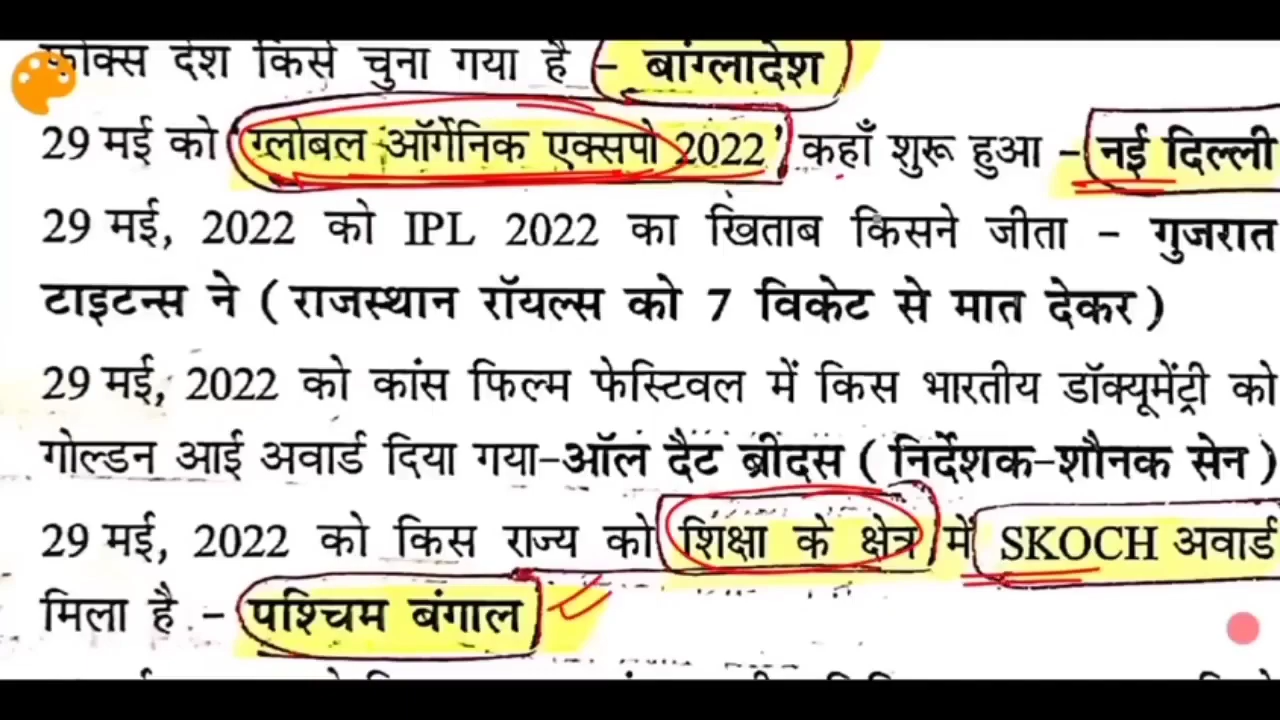 फोक्स देश किसे चुना गया है - बांग्लादेश
29 मई को 'ग्लोबल ऑर्गेनिक एक्सपो 2022' कहाँ शुरू हुआ - नई दिल्ली
29 मई, 2022 को IPL 2022 का खिताब किसने जीता - गुजरात
टाइटन्स ने ( राजस्थान रॉयल्स को 7 विकेट से मात देकर )
29 मई, 2022 को कांस फिल्म फेस्टिवल में किस भारतीय डॉक्यूमेंट्री को
गोल्डन आई अवार्ड दिया गया-ऑल दैट ब्रीदस ( निर्देशक-शौनक सेन )
29 मई, 2022 को किस राज्य को शिक्षा के क्षेत्र में SKOCH अवार्ड
मिला है - पश्चिम बंगाल